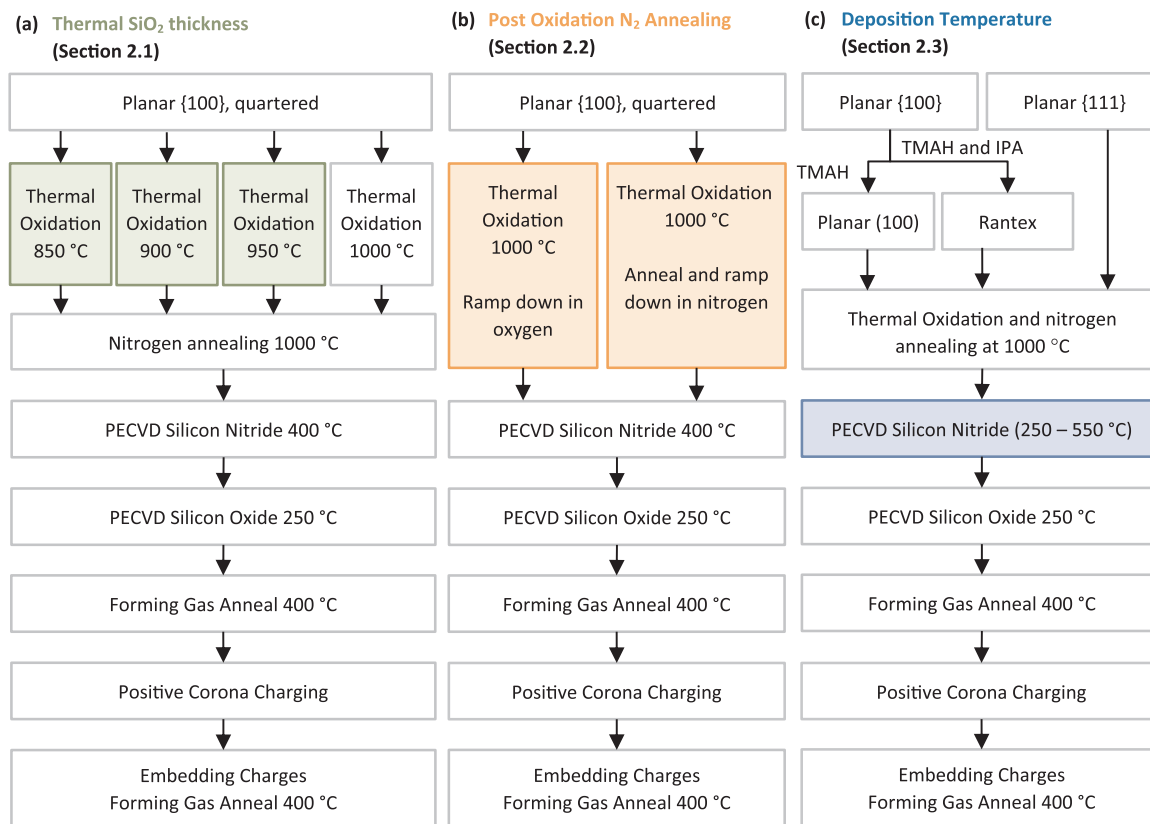 (a) Thermal SiO₂ thickness
(Section 2.1)
Planar {100}, quartered
Thermal
Oxidation
850 °C
Thermal
Oxidation
900 °C
Thermal
Oxidation
950 °C
Thermal
Oxidation
1000 °C
Nitrogen annealing 1000 °C
PECVD Silicon Nitride 400 °C
PECVD Silicon Oxide 250 °C
Forming Gas Anneal 400 °C
Positive Corona Charging
Embedding Charges
Forming Gas Anneal 400 °C
(b) Post Oxidation N₂ Annealing
(Section 2.2)
Planar {100}, quartered
Thermal
Oxidation
1000 °C
Ramp down in
oxygen
Thermal Oxidation
1000 °C
Anneal and ramp
down in nitrogen
PECVD Silicon Nitride 400 °C
PECVD Silicon Oxide 250 °C
Forming Gas Anneal 400 °C
Positive Corona Charging
Embedding Charges
Forming Gas Anneal 400 °C
(c) Deposition Temperature
(Section 2.3)
Planar {100}
Planar {111}
TMAH and IPA
TMAH
Planar (100)
Rantex
Thermal Oxidation and nitrogen
annealing at 1000 °C
PECVD Silicon Nitride (250 – 550 °C)
PECVD Silicon Oxide 250 °C
Forming Gas Anneal 400 °C
Positive Corona Charging
Embedding Charges
Forming Gas Anneal 400 °C